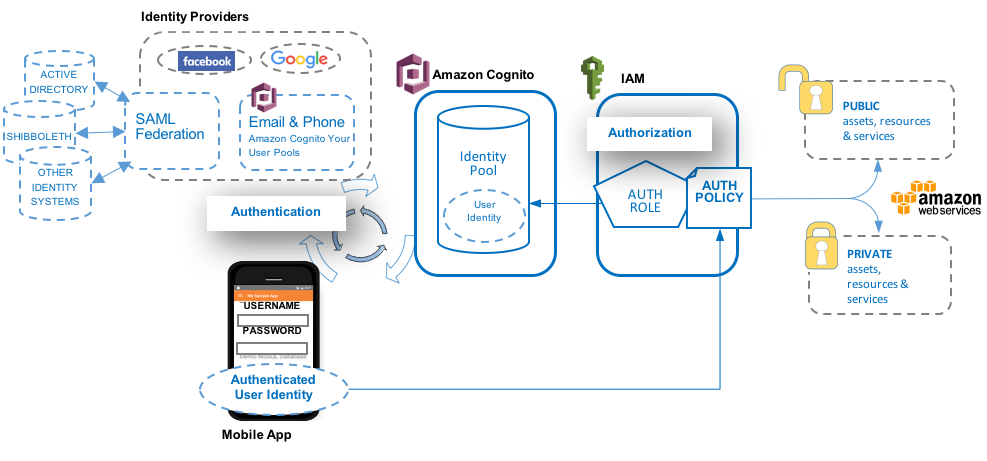 Identity Providers
facebook
Google
ACTIVE
DIRECTORY
SHIBBOLETH
OTHER
IDENTITY
SYSTEMS
SAML
Federation
Email & Phone
Amazon Cognito Your
User Pools
Authentication
Amazon Cognito
Identity
Pool
User
Identity
IAM
Authorization
AUTH
ROLE
AUTH
POLICY
PUBLIC
assets, resources
& services
amazon
webservices
PRIVATE
assets,
resources &
services
My Sample App
USERNAME
PASSWORD
Demo NoSQL Database
Authenticated
User Identity
Mobile App